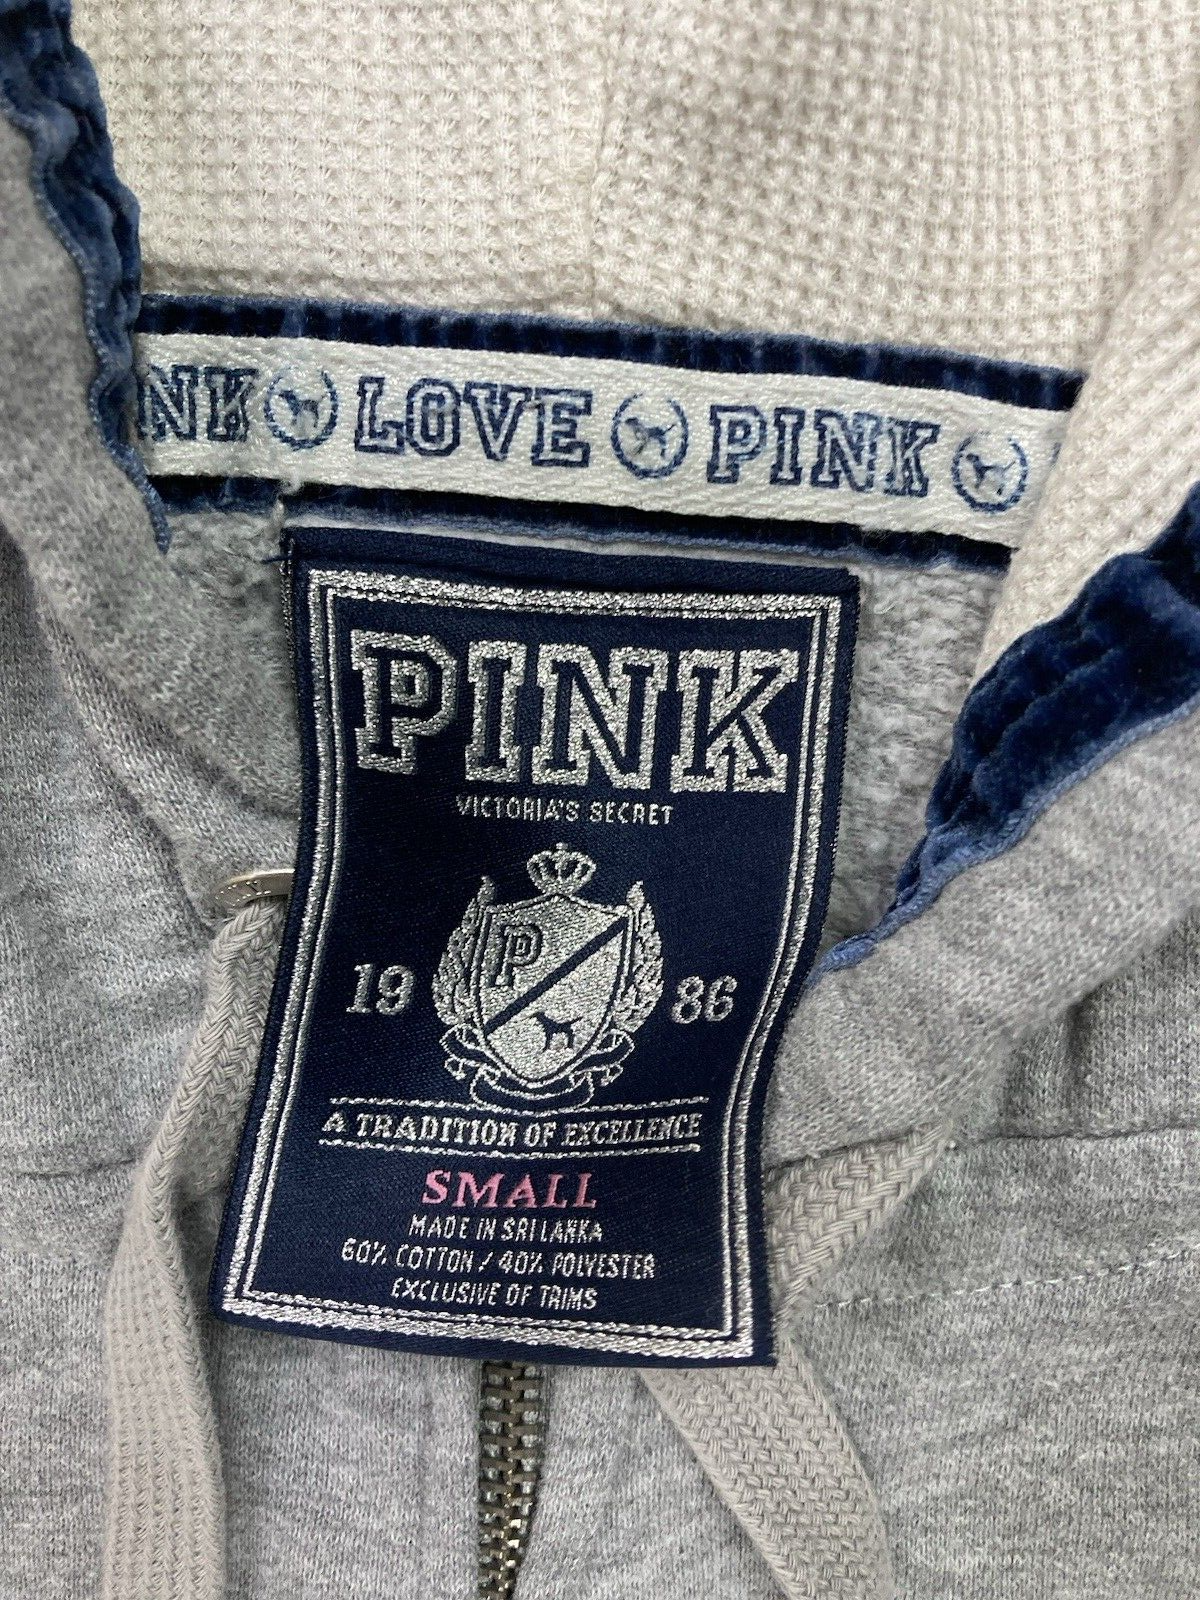 NK LOVE PINK
PINK
VICTORIA'S SECRET
P
19 86
A TRADITION OF EXCELLENCE
SMALL
MADE IN SRI LANKA
60% COTTON / 40% POLYESTER
EXCLUSIVE OF TRIMS